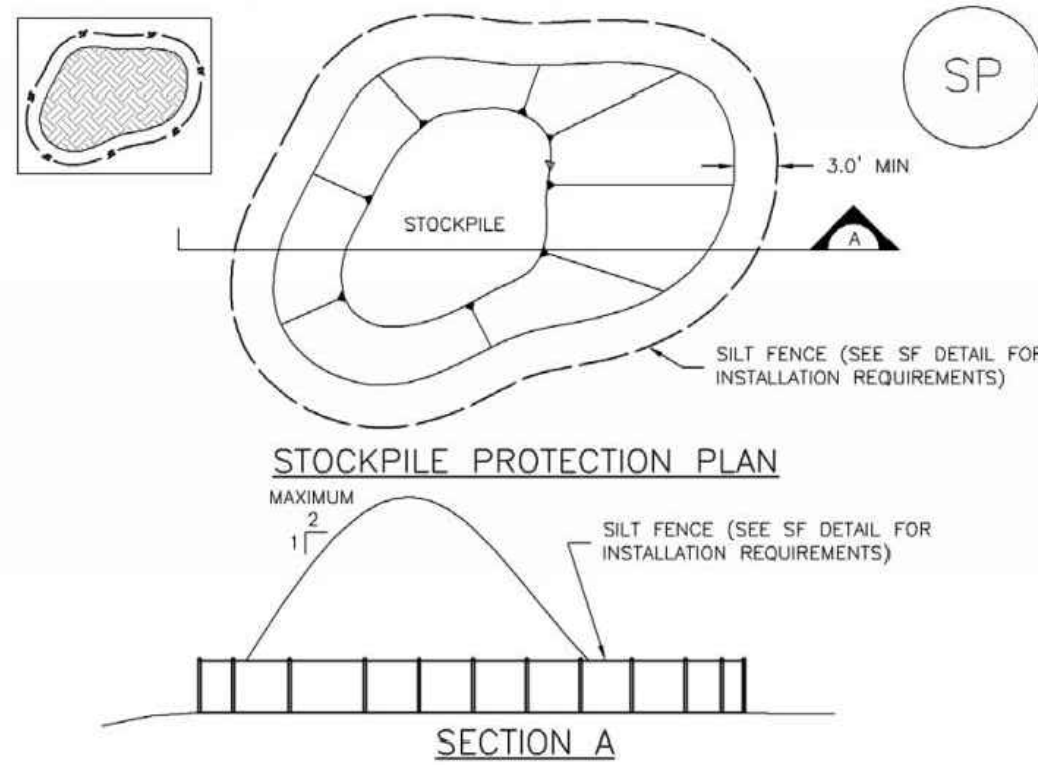 SP
3.0' MIN
STOCKPILE
A
SILT FENCE (SEE SF DETAIL FOR
INSTALLATION REQUIREMENTS)
STOCKPILE PROTECTION PLAN
MAXIMUM
2
1
SILT FENCE (SEE SF DETAIL FOR
INSTALLATION REQUIREMENTS)
SECTION A